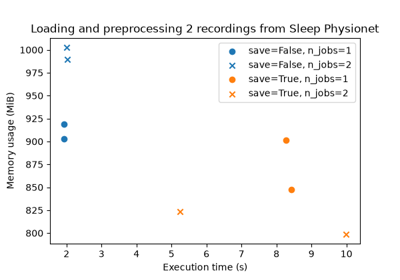 Loading and preprocessing 2 recordings from Sleep Physionet
save=False, n_jobs=1
save=False, n_jobs=2
save=True, n_jobs=1
save=True, n_jobs=2
Memory usage (MiB)
1000
975
950
925
900
875
850
825
800
2 3 4 5 6 7 8 9 10
Execution time (s)